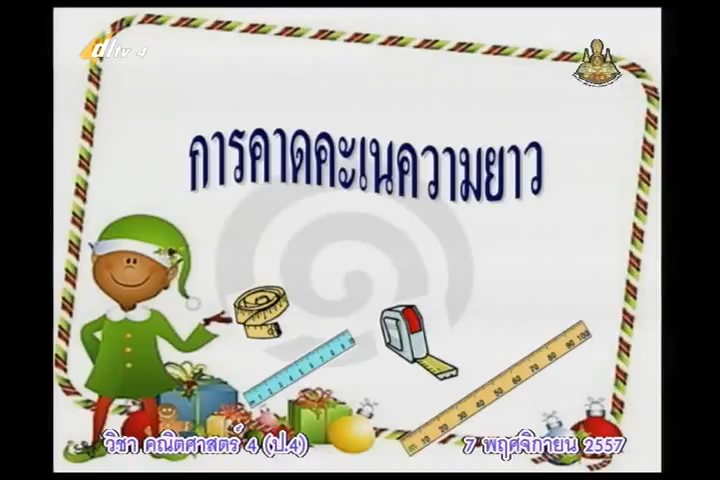 dltv 4
การคาดคะเนความยาว
วิชา คณิตศาสตร์ 4 (ป.4)
7 พฤศจิกายน 2557